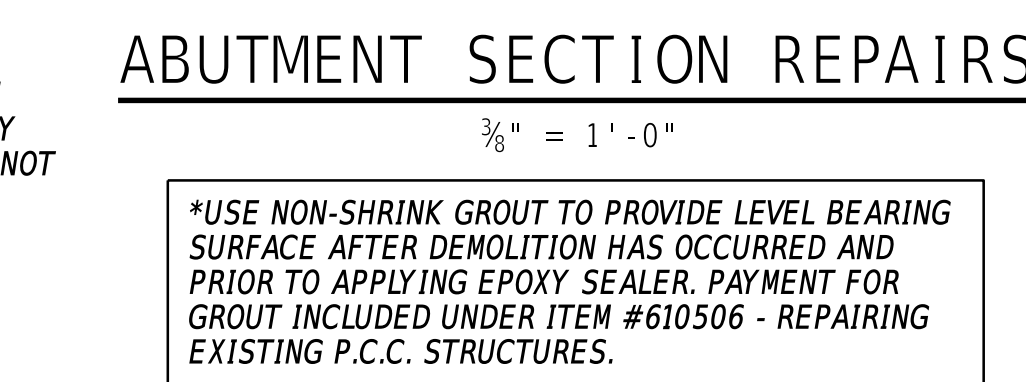 ABUTMENT SECTION REPAIRS
Y
NOT
⅜" = 1'-0"
*USE NON-SHRINK GROUT TO PROVIDE LEVEL BEARING
SURFACE AFTER DEMOLITION HAS OCCURRED AND
PRIOR TO APPLYING EPOXY SEALER. PAYMENT FOR
GROUT INCLUDED UNDER ITEM #610506 - REPAIRING
EXISTING P.C.C. STRUCTURES.